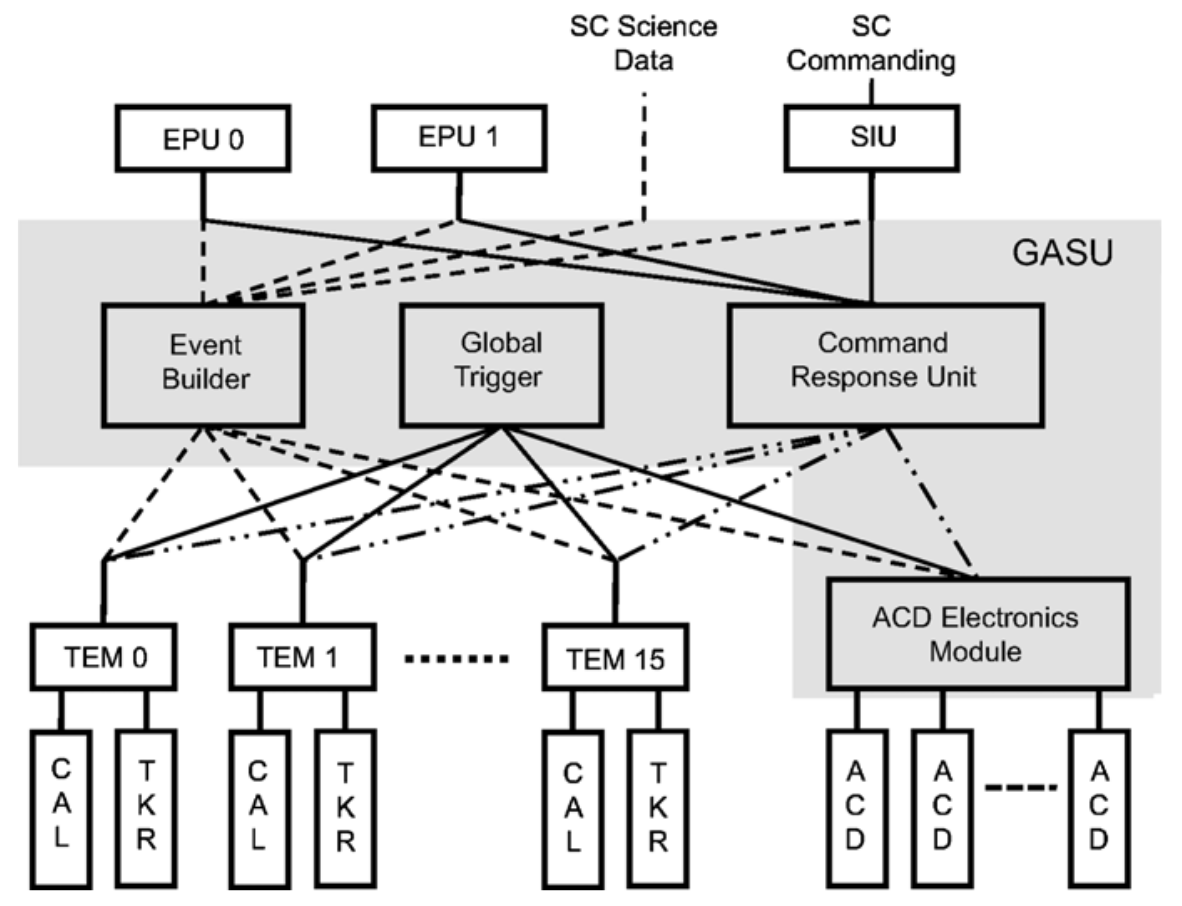 SC Science
Data
SC
Commanding
EPU 0
EPU 1
SIU
GASU
Event
Builder
Global
Trigger
Command
Response Unit
ACD Electronics
Module
TEM 0
TEM 1
TEM 15
CAL
TKR
CAL
TKR
CAL
TKR
ACD
ACD
ACD